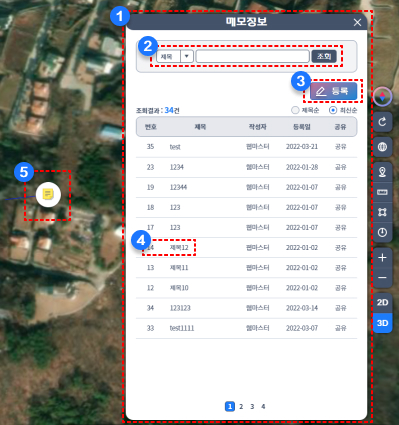 1
메모정보
2
제목
조회
3
등록
조회결과 : 34건
제목순 최신순
번호 제목 작성자 등록일 공유
35 test 웹마스터 2022-03-21 공유
23 1234 웹마스터 2022-01-28 공유
5
19 12344 웹마스터 2022-01-07 공유
18 123 웹마스터 2022-01-07 공유
17 123 웹마스터 2022-01-07 공유
4
14 제목12 웹마스터 2022-01-02 공유
13 제목11 웹마스터 2022-01-02 공유
12 제목10 웹마스터 2022-01-02 공유
34 123123 웹마스터 2022-03-14 공유
33 test1111 웹마스터 2022-03-07 공유
1 2 3 4
2D
3D